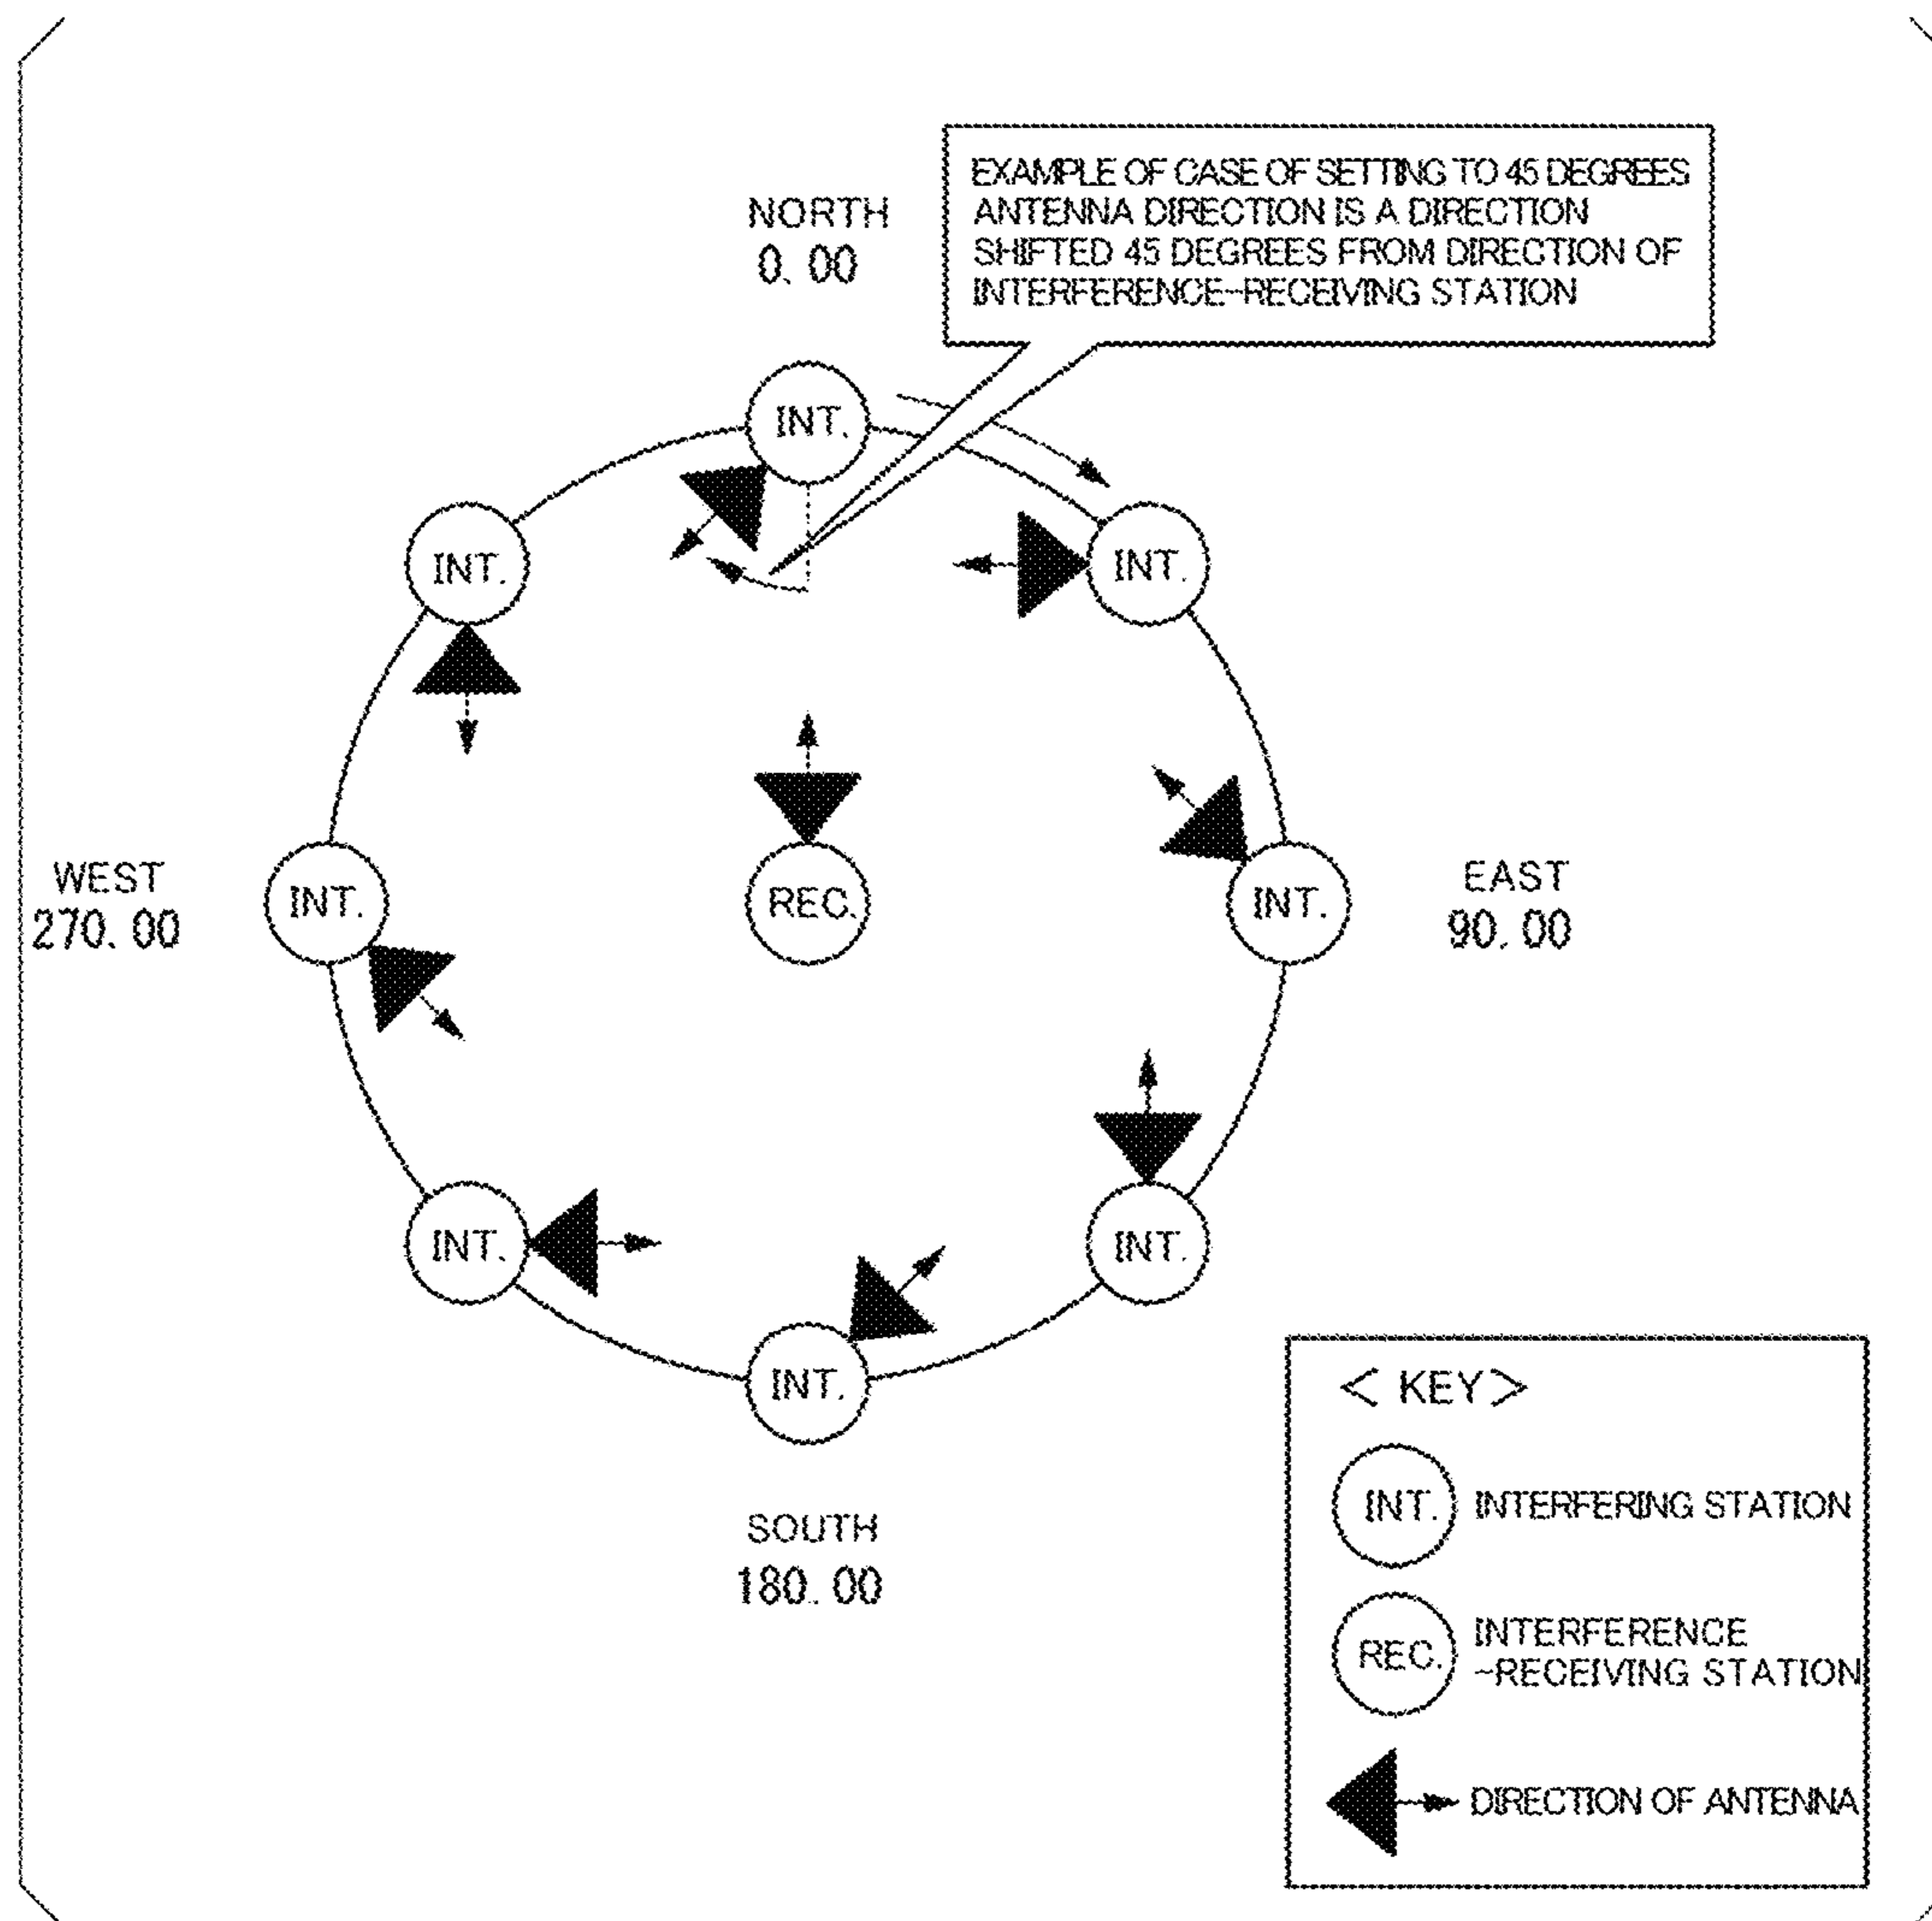 EXAMPLE OF CASE OF SETTING TO 45 DEGREES
ANTENNA DIRECTION IS A DIRECTION
SHIFTED 45 DEGREES FROM DIRECTION OF
INTERFERENCE-RECEIVING STATION
NORTH
0.00
INT.
INT.
INT.
WEST
270.00
INT.
REC.
INT.
EAST
90.00
INT.
INT.
INT.
SOUTH
180.00
< KEY >
INT. INTERFERING STATION
REC. INTERFERENCE
-RECEIVING STATION
DIRECTION OF ANTENNA